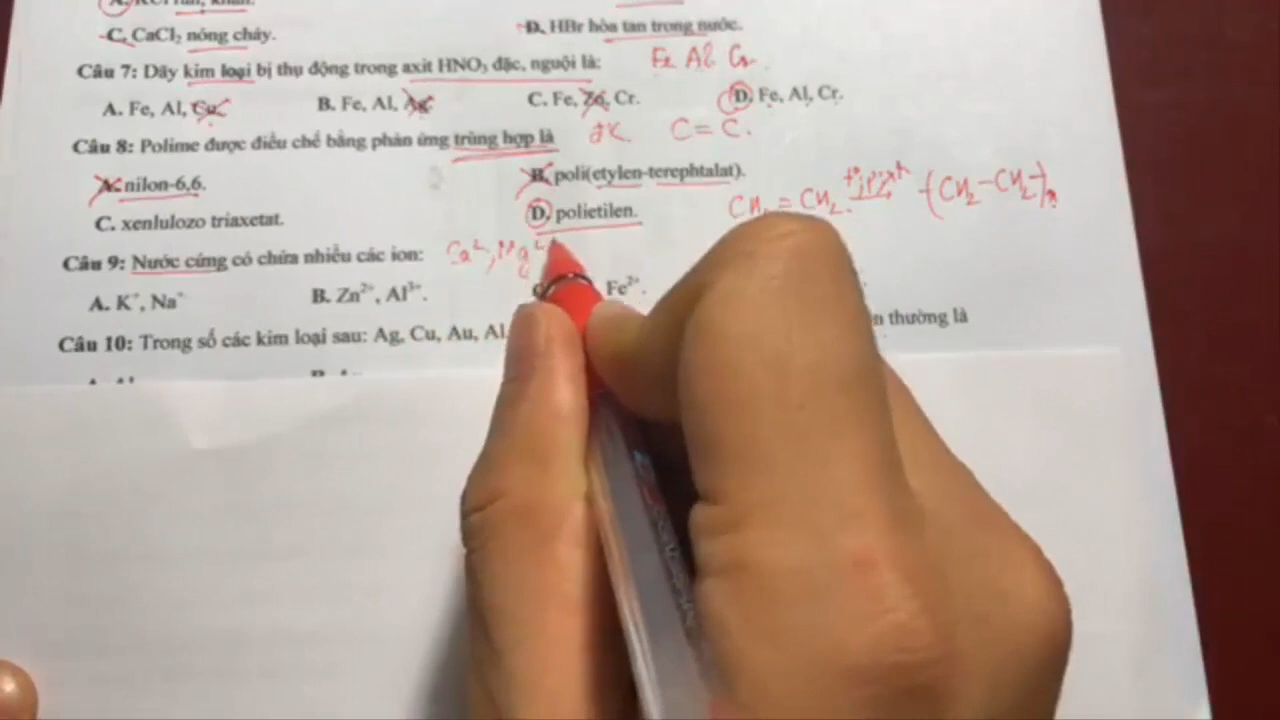 C. CaCl₂ nóng chảy. D. HBr hòa tan trong nước.
Câu 7: Dãy kim loại bị thụ động trong axit HNO₃ đặc, nguội là: Fe Al Cr
A. Fe, Al, Cu. B. Fe, Al, Ag. C. Fe, Zn, Cr. D. Fe, Al, Cr.
Câu 8: Polime được điều chế bằng phản ứng trùng hợp là ĐK C = C.
A. nilon-6,6. B. poli(etylen-terephtalat).
C. xenlulozo triaxetat. D. polietilen. CH₂ = CH₂
Câu 9: Nước cứng có chứa nhiều các ion: Ca²⁺, Mg²⁺
A. K⁺, Na⁺ B. Zn²⁺, Al³⁺. Fe²⁺.
Câu 10: Trong số các kim loại sau: Ag, Cu, Au, Al, thường là